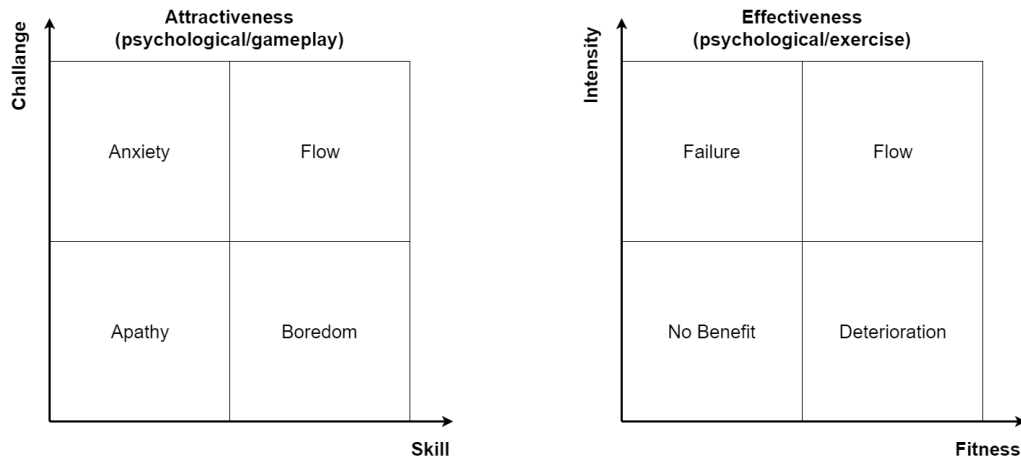 Attractiveness
(psychological/gameplay)
Challange
Anxiety
Flow
Apathy
Boredom
Skill
Effectiveness
(psychological/exercise)
Intensity
Failure
Flow
No Benefit
Deterioration
Fitness